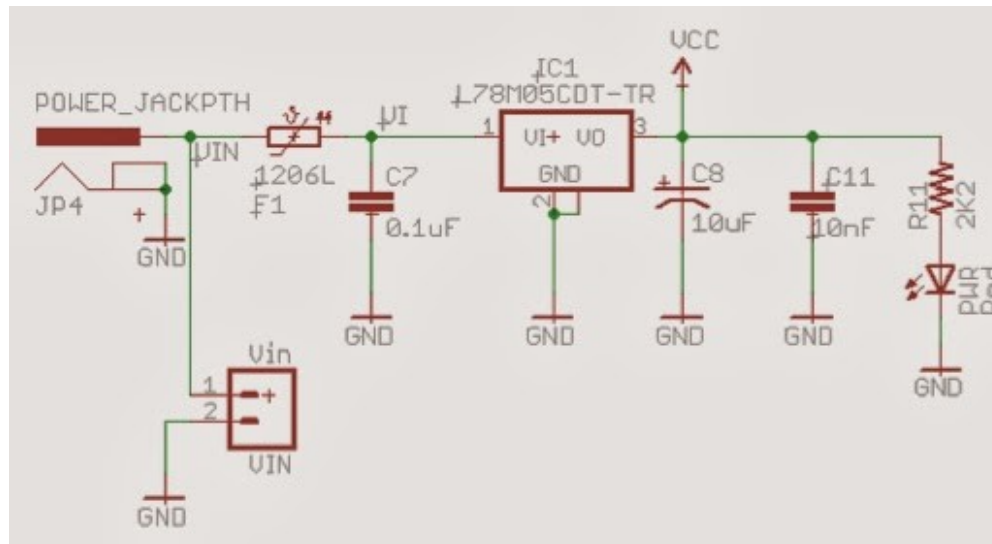 VCC
IC1
L78M05CDT-TR
POWER_JACKPTH
VI
VIN
1 VI+ VO 3
GND
2
1206L
F1
C7
0.1uF
C8
10uF
C11
10nF
R11
2K2
JP4
+
GND
GND
GND
GND
GND
PWR
Red
GND
Vin
1 +
2
VIN
GND